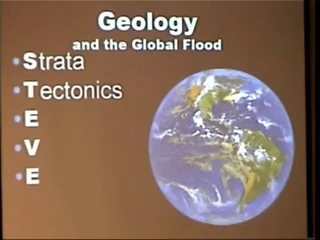 Geology
and the Global Flood
•Strata
•Tectonics
•E
•V
•E